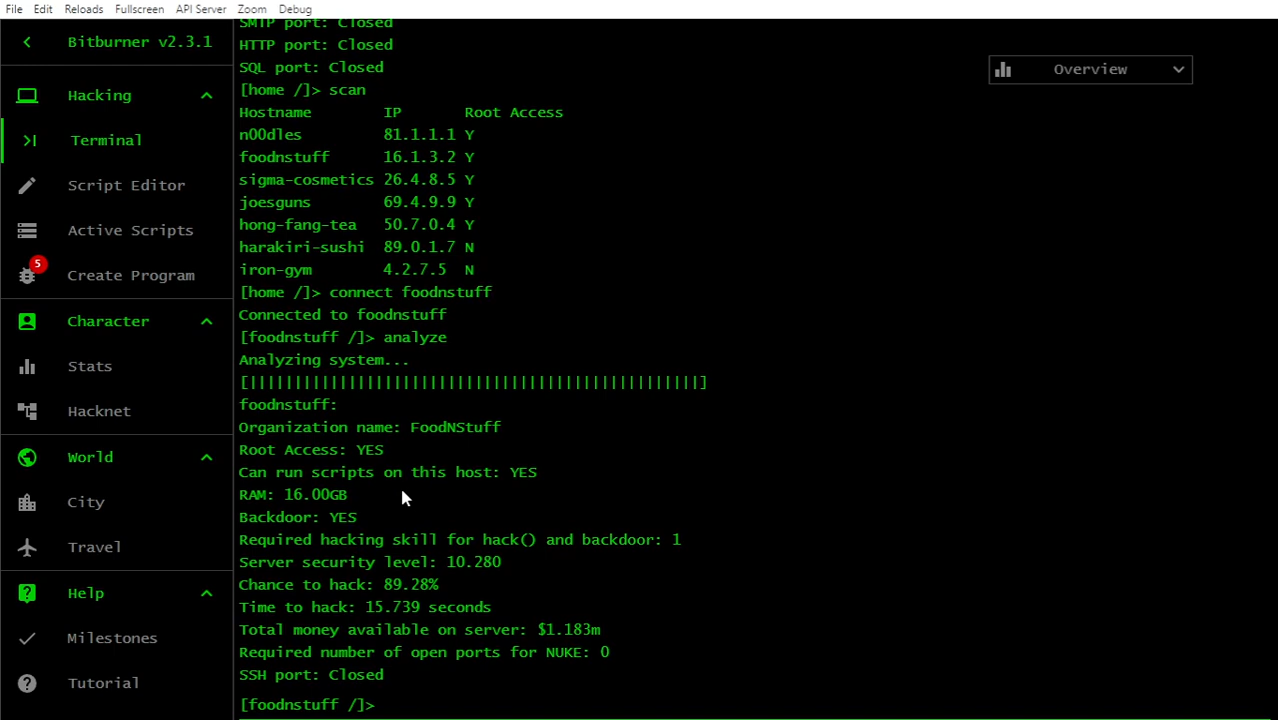 File Edit Reloads Fullscreen API Server Zoom Debug
Bitburner v2.3.1
Hacking
Terminal
Script Editor
Active Scripts
5
Create Program
Character
Stats
Hacknet
World
City
Travel
Help
Milestones
Tutorial
SMTP port: Closed
HTTP port: Closed
SQL port: Closed
[home /]> scan
Hostname IP Root Access
n00dles 81.1.1.1 Y
foodnstuff 16.1.3.2 Y
sigma-cosmetics 26.4.8.5 Y
joesguns 69.4.9.9 Y
hong-fang-tea 50.7.0.4 Y
harakiri-sushi 89.0.1.7 N
iron-gym 4.2.7.5 N
[home /]> connect foodnstuff
Connected to foodnstuff
[foodnstuff /]> analyze
Analyzing system...
[||||||||||||||||||||||||||||||||||||||||||||||||||]
foodnstuff:
Organization name: FoodNStuff
Root Access: YES
Can run scripts on this host: YES
RAM: 16.00GB
Backdoor: YES
Required hacking skill for hack() and backdoor: 1
Server security level: 10.280
Chance to hack: 89.28%
Time to hack: 15.739 seconds
Total money available on server: $1.183m
Required number of open ports for NUKE: 0
SSH port: Closed
[foodnstuff /]>
Overview